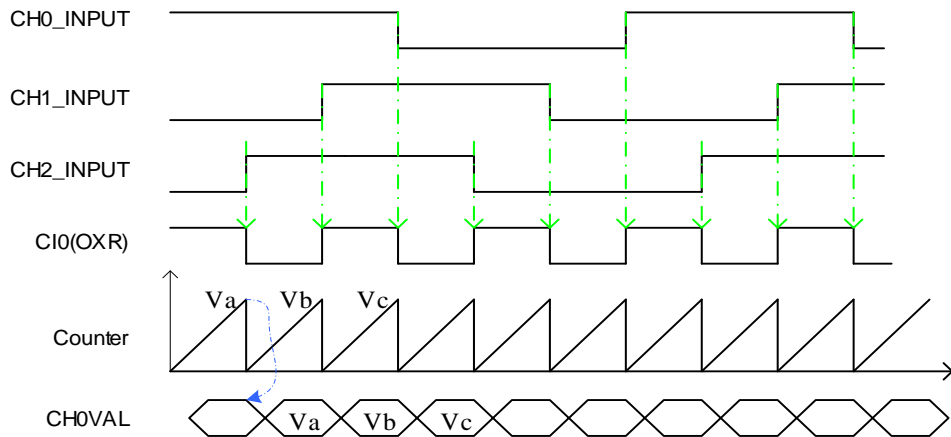 CH0_INPUT
CH1_INPUT
CH2_INPUT
CI0(OXR)
Va Vb Vc
Counter
CH0VAL Va Vb Vc